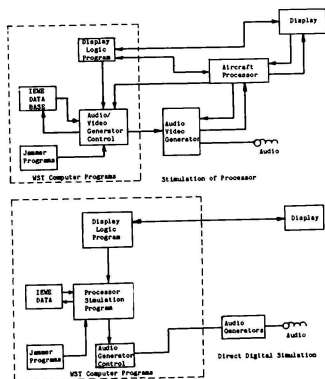 Display
Display
Logic
Program
Aircraft
Processor
IEWE
DATA
BASE
Audio/
Video
Generator
Control
Audio
Video
Generator
Audio
Jammer
Programs
WST Computer Programs
Stimulation of Processor
Display
Logic
Program
Display
IEWE
DATA
Processor
Simulation
Program
Audio
Generators
Audio
Jammer
Programs
Audio
Generator
Control
Direct Digital Simulation
WST Computer Programs